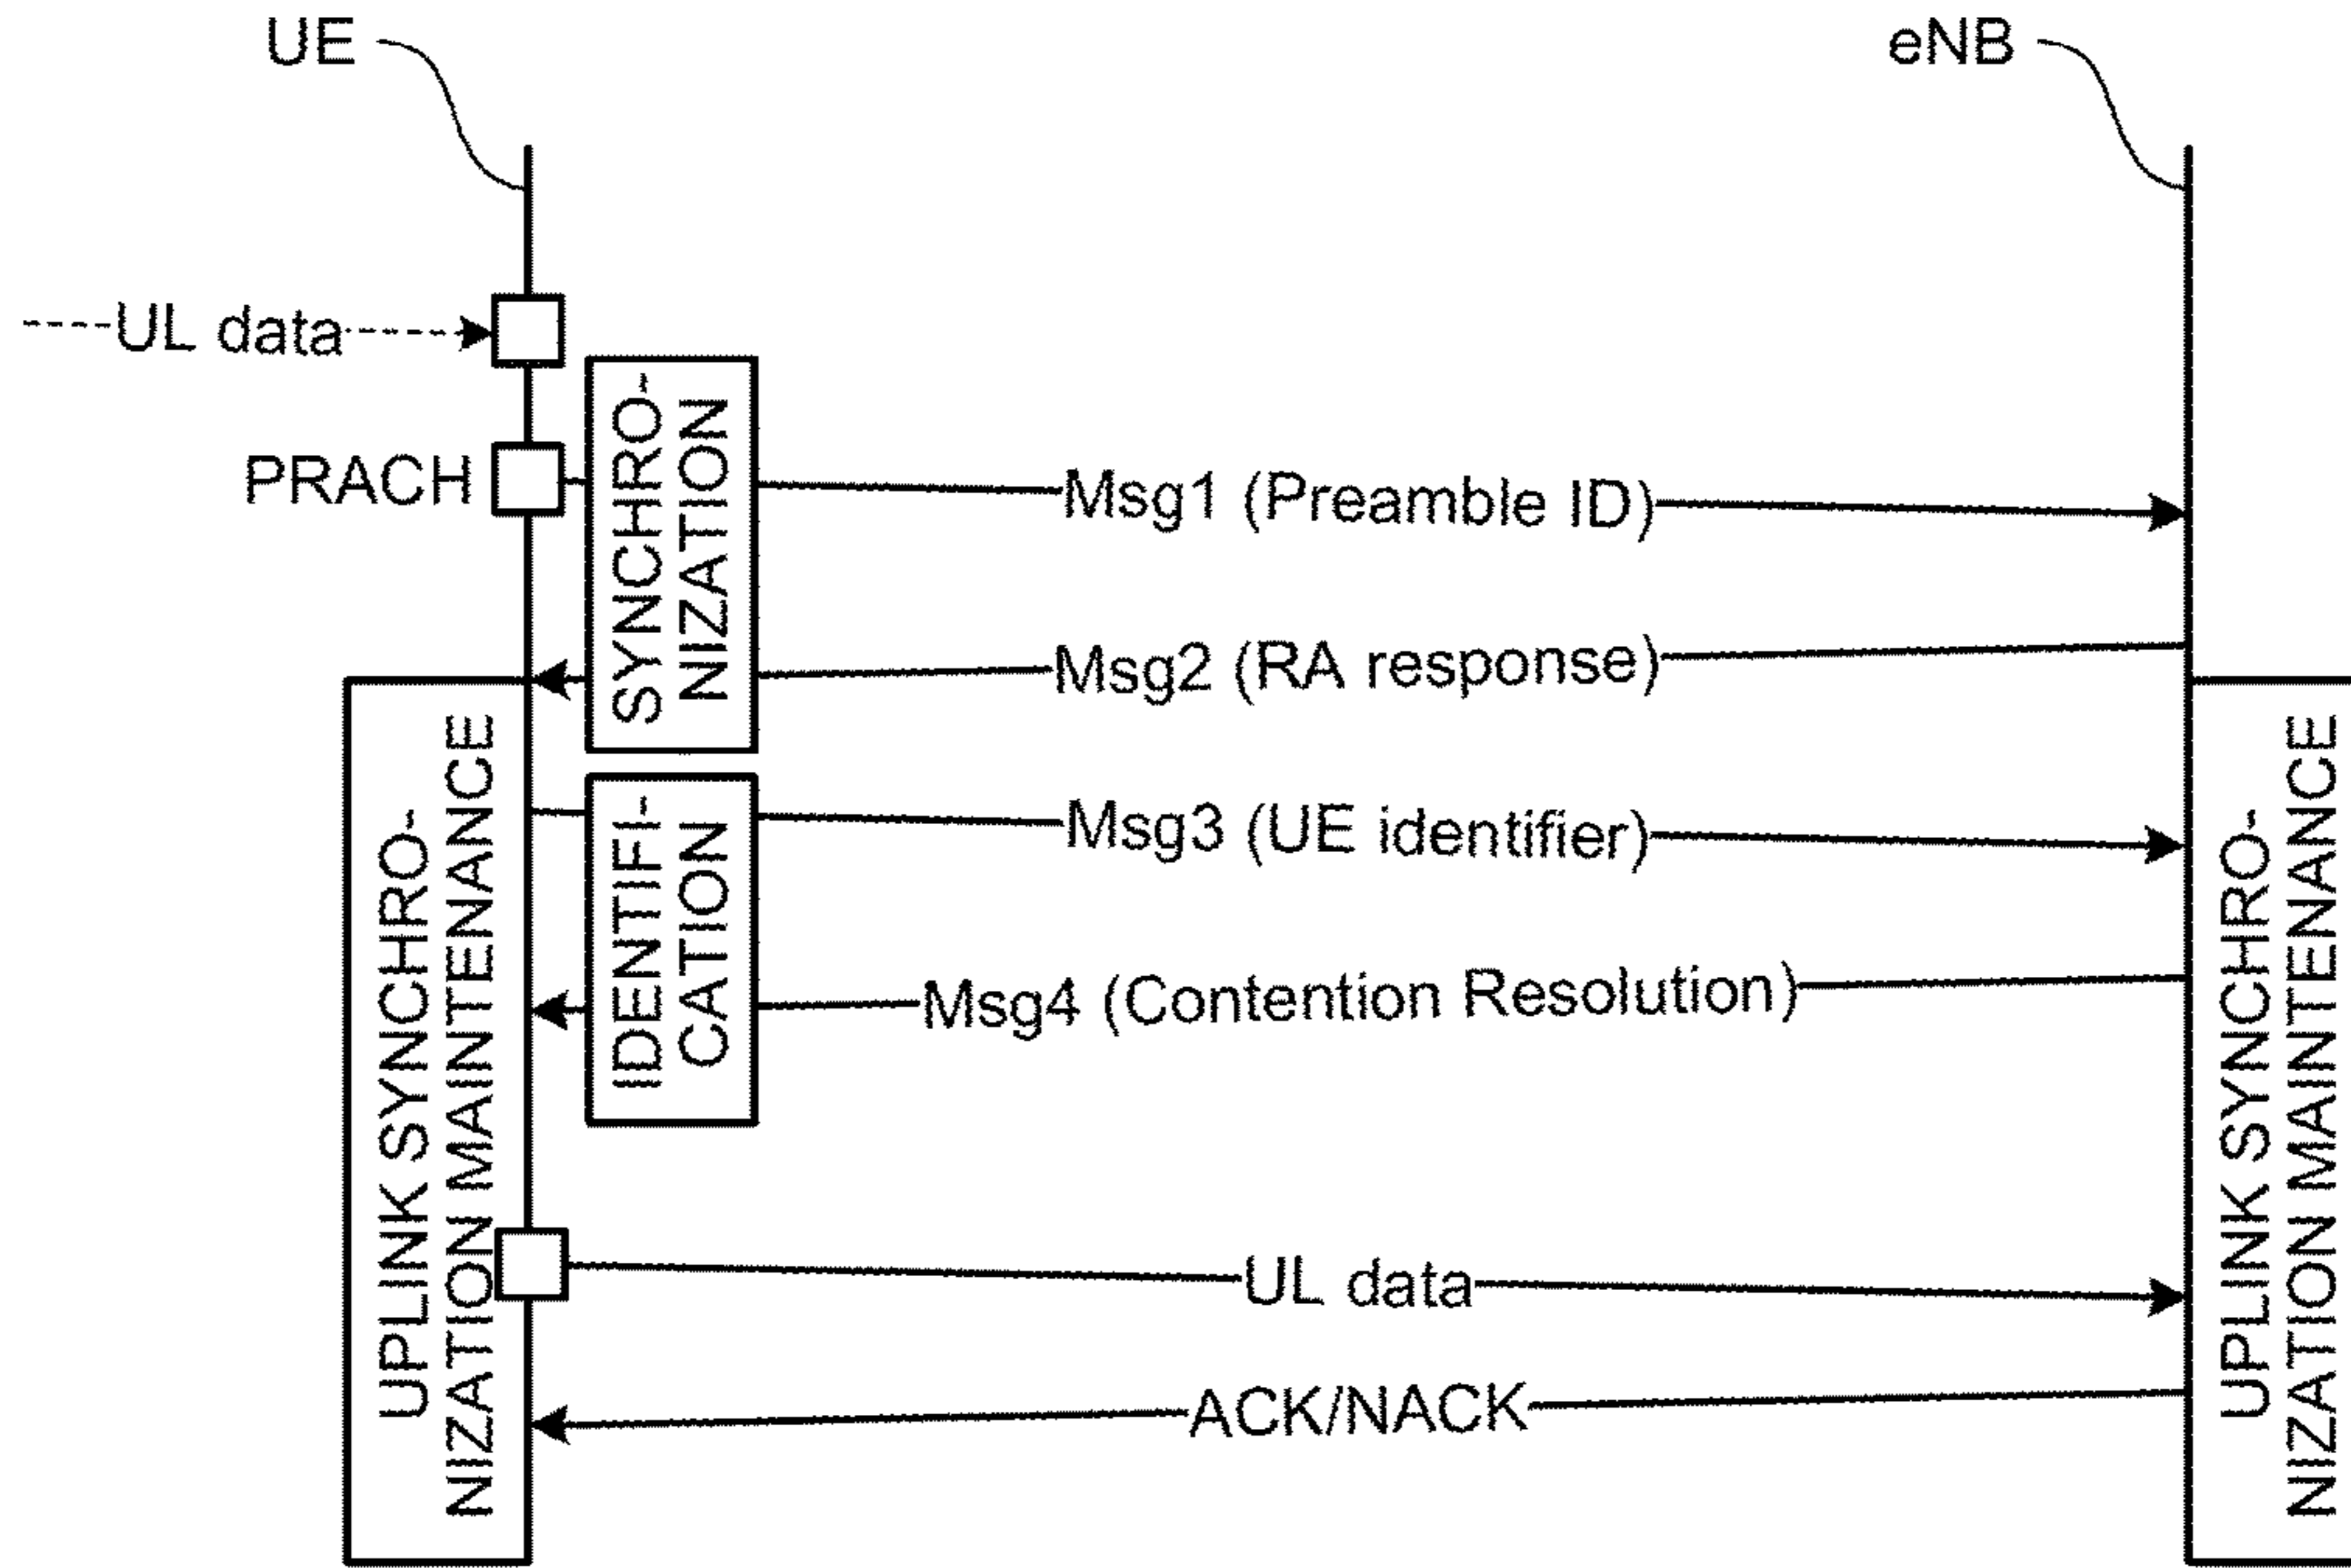 UE
eNB
UL data
SYNCHRO-
NIZATION
PRACH
Msg1 (Preamble ID)
Msg2 (RA response)
UPLINK SYNCHRO-
NIZATION MAINTENANCE
IDENTIFI-
CATION
Msg3 (UE identifier)
Msg4 (Contention Resolution)
UPLINK SYNCHRO-
NIZATION MAINTENANCE
UL data
ACK/NACK